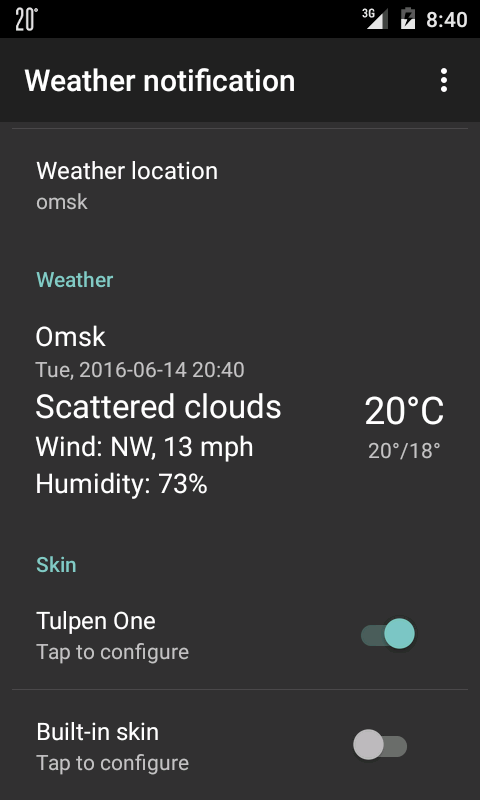 20°
3G
8:40
Weather notification
Weather location
omsk
Weather
Omsk
Tue, 2016-06-14 20:40
Scattered clouds
20°C
Wind: NW, 13 mph
20°/18°
Humidity: 73%
Skin
Tulpen One
Tap to configure
Built-in skin
Tap to configure